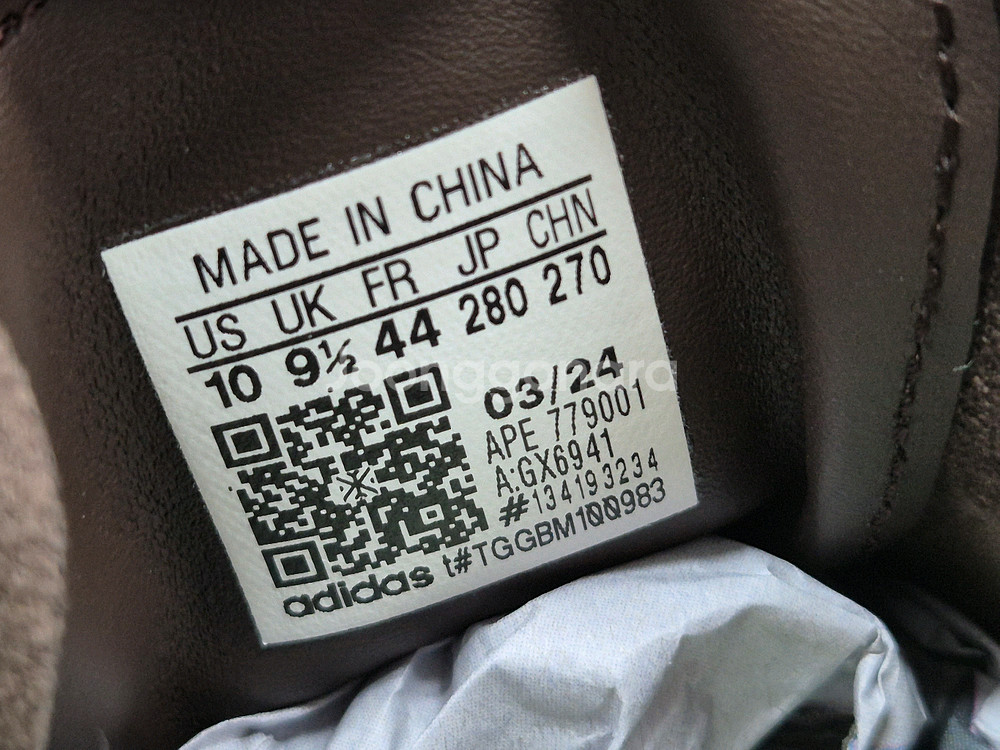 MADE IN CHINA
US UK FR JP CHN
10 9½ 44 280 270
03/24
APE 779001
A:GX6941
#134193234
adidas t#TGGBM100983
joonggonara